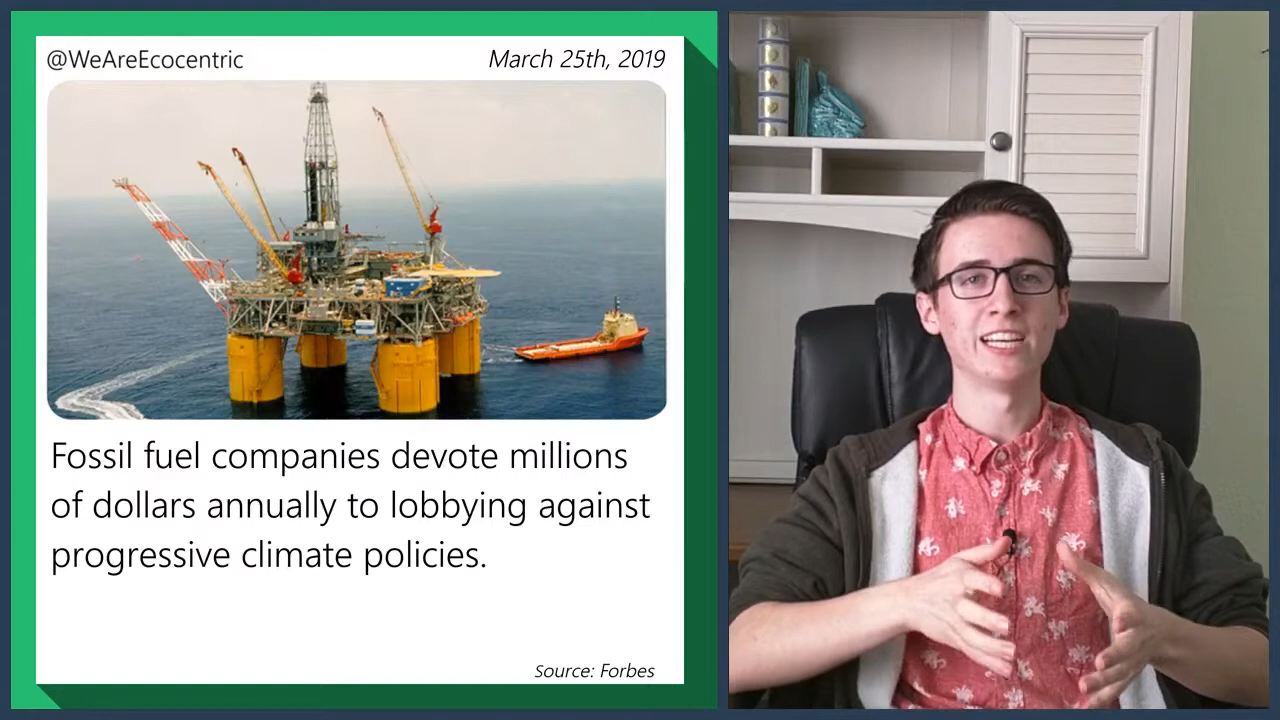 @WeAreEcocentric
March 25th, 2019
Fossil fuel companies devote millions
of dollars annually to lobbying against
progressive climate policies.
Source: Forbes